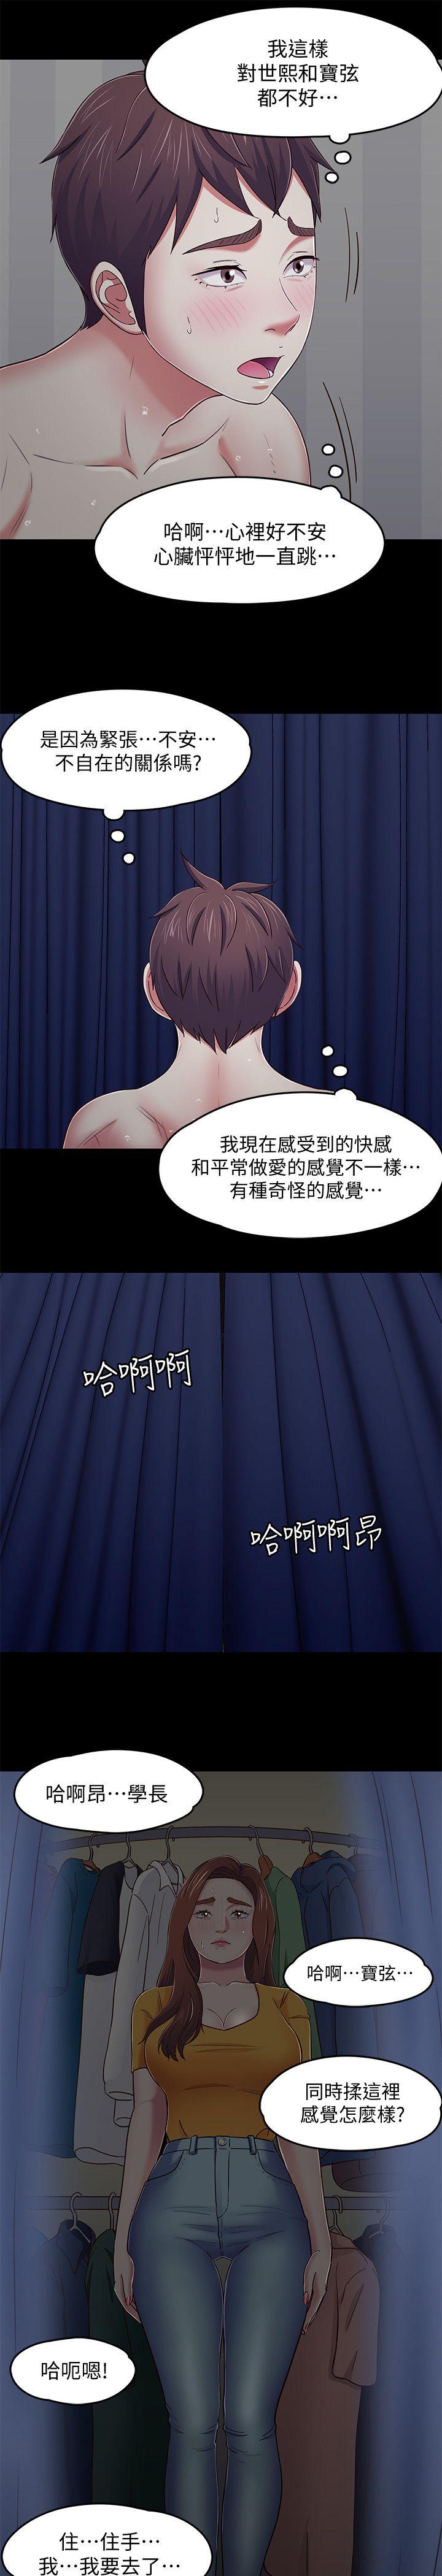 我這樣
對世熙和寶弦
都不好…
哈啊…心裡好不安
心臟怦怦地一直跳…
是因為緊張…不安…
不自在的關係嗎?
我現在感受到的快感
和平常做愛的感覺不一樣…
有種奇怪的感覺…
哈啊啊
哈啊啊昂
哈啊昂…學長
哈啊…寶弦…
同時揉這裡
感覺怎麼樣?
哈呃嗯!
住…住手…
我…我要去了…